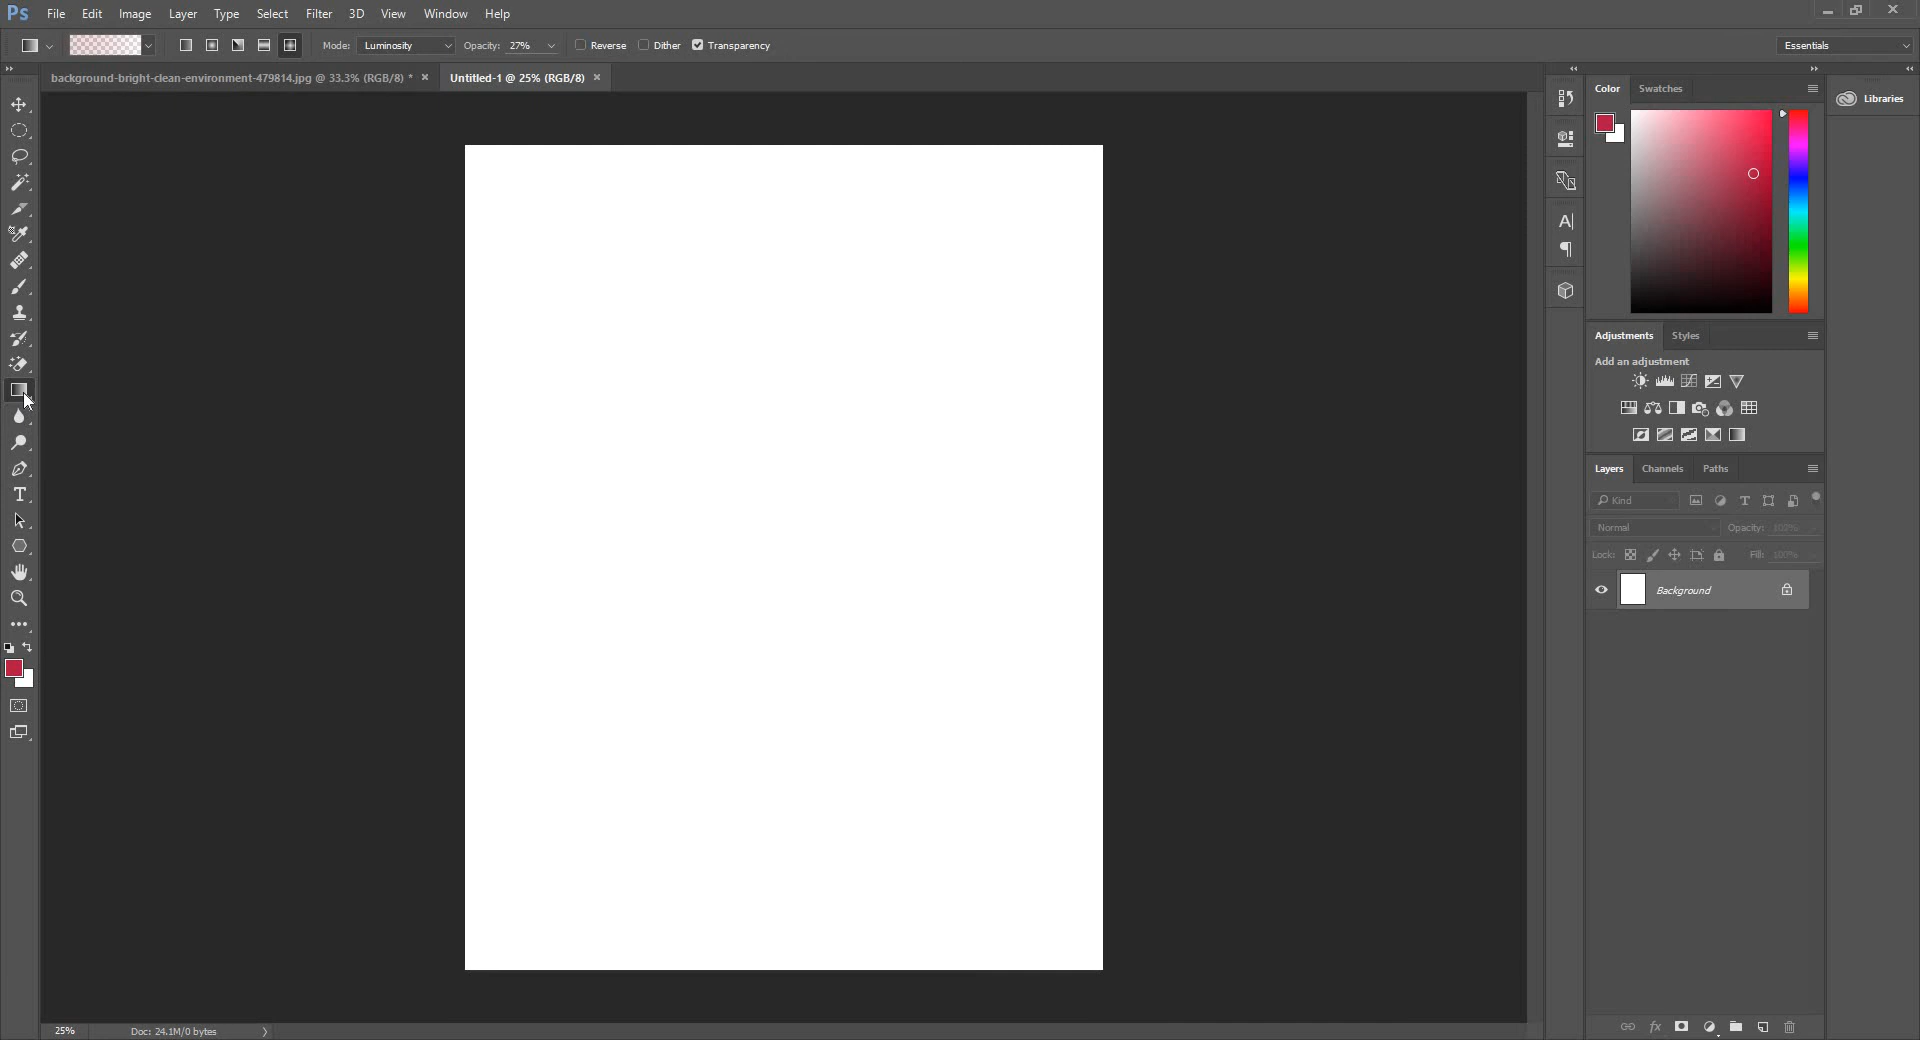 Ps File Edit Image Layer Type Select Filter 3D View Window Help
Mode: Luminosity Opacity: 27% Reverse Dither Transparency Essentials
background-bright-clean-environment-479814.jpg @ 33.3% (RGB/8) * × Untitled-1 @ 25% (RGB/8) ×
Color Swatches
Libraries
Adjustments Styles
Add an adjustment
Layers Channels Paths
Kind
Normal Opacity: 100%
Lock: Fill: 100%
Background
25% Doc: 24.1M/0 bytes